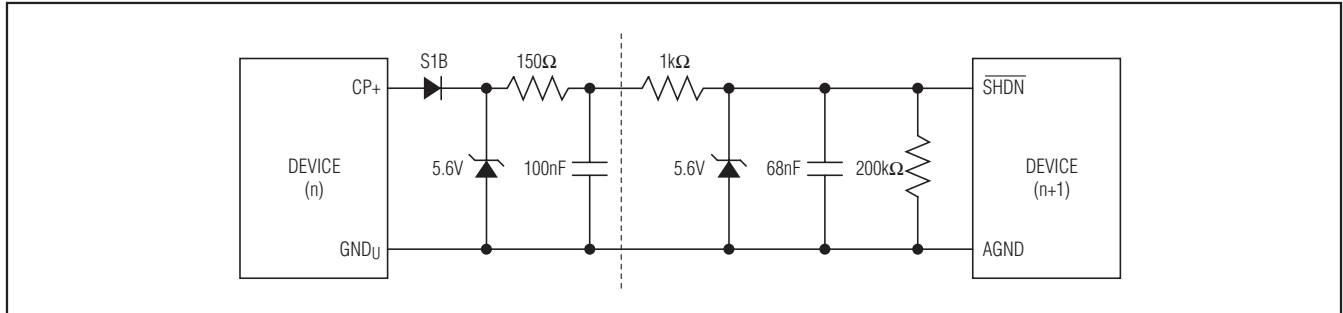 S1B
150Ω
1kΩ
CP+
SHDN
DEVICE
(n)
5.6V
100nF
5.6V
68nF
200kΩ
DEVICE
(n+1)
GNDU
AGND